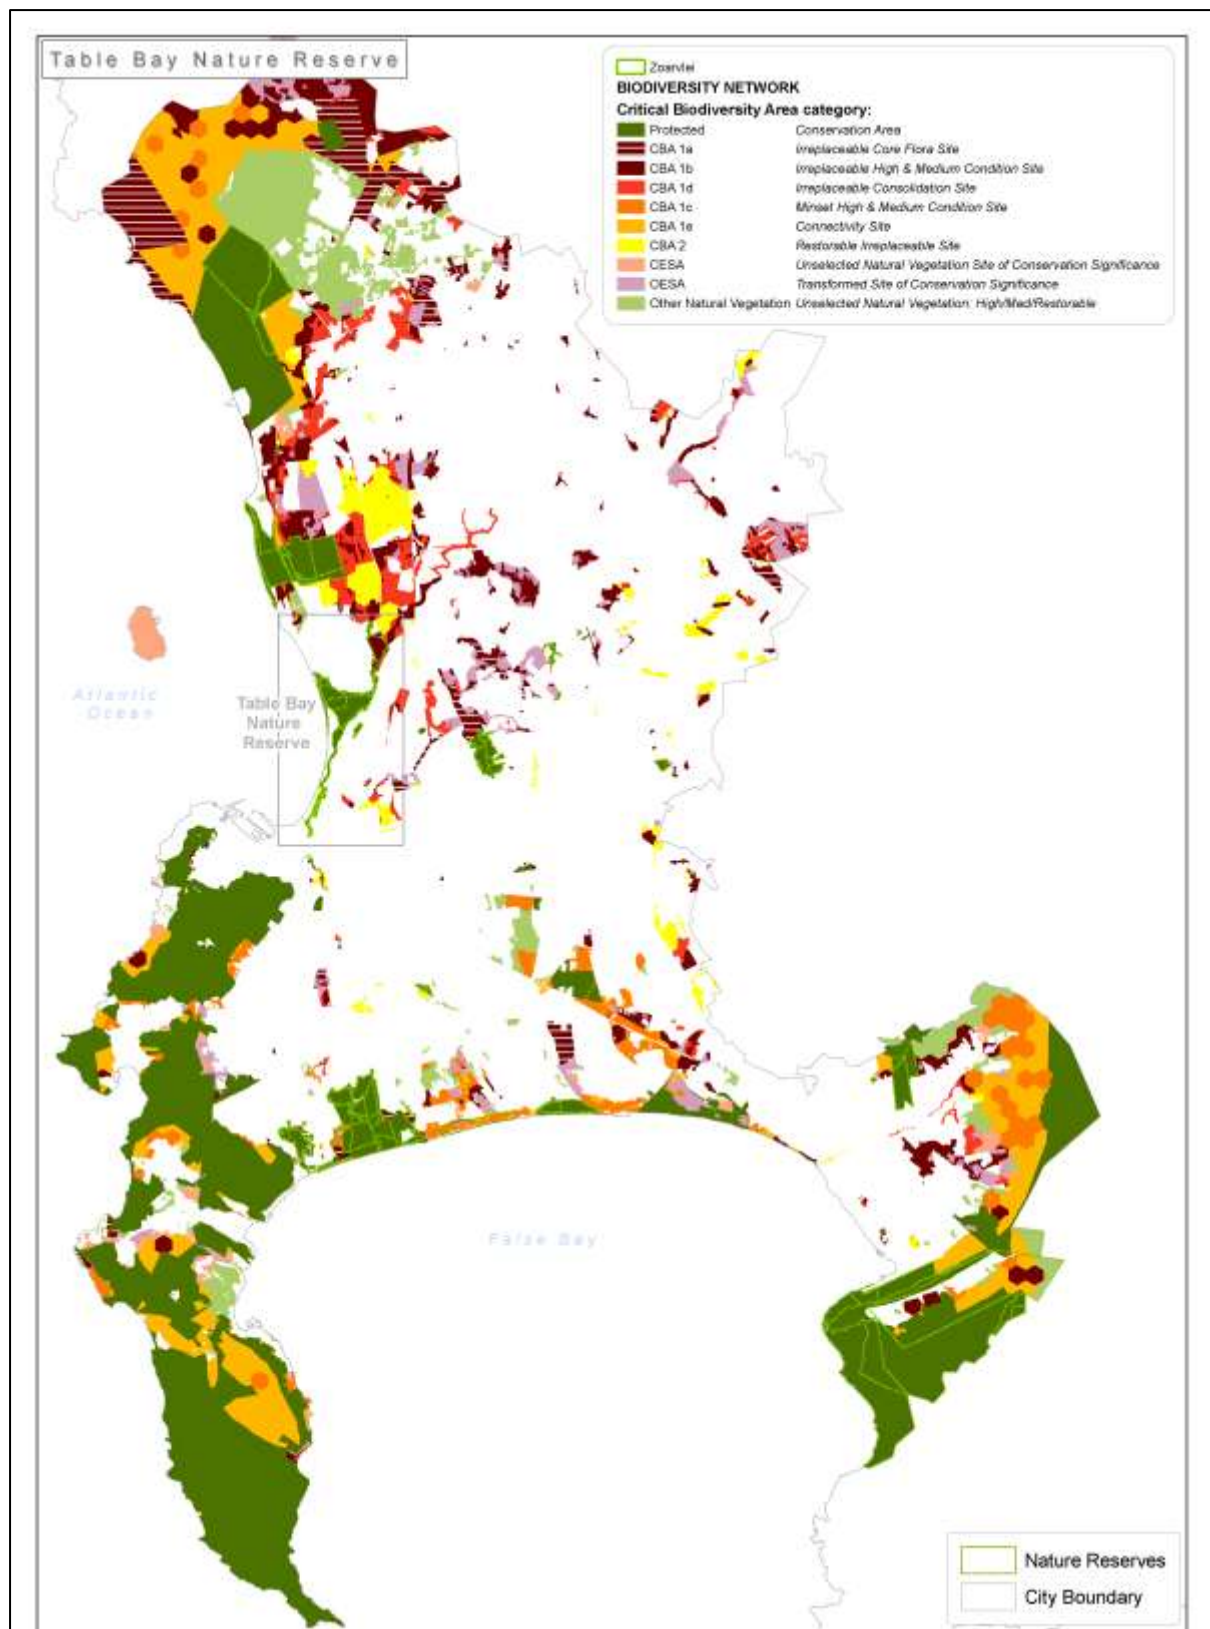 Table Bay Nature Reserve
Zoarvlei
BIODIVERSITY NETWORK
Critical Biodiversity Area category:
Protected Conservation Area
CBA 1a Irreplaceable Core Flora Site
CBA 1b Irreplaceable High & Medium Condition Site
CBA 1d Irreplaceable Consolidation Site
CBA 1c Minset High & Medium Condition Site
CBA 1e Connectivity Site
CBA 2 Restorable Irreplaceable Site
OESA Unselected Natural Vegetation Site of Conservation Significance
OESA Transformed Site of Conservation Significance
Other Natural Vegetation Unselected Natural Vegetation: High/Med/Restorable
Atlantic
Ocean
Table Bay
Nature
Reserve
False Bay
Nature Reserves
City Boundary